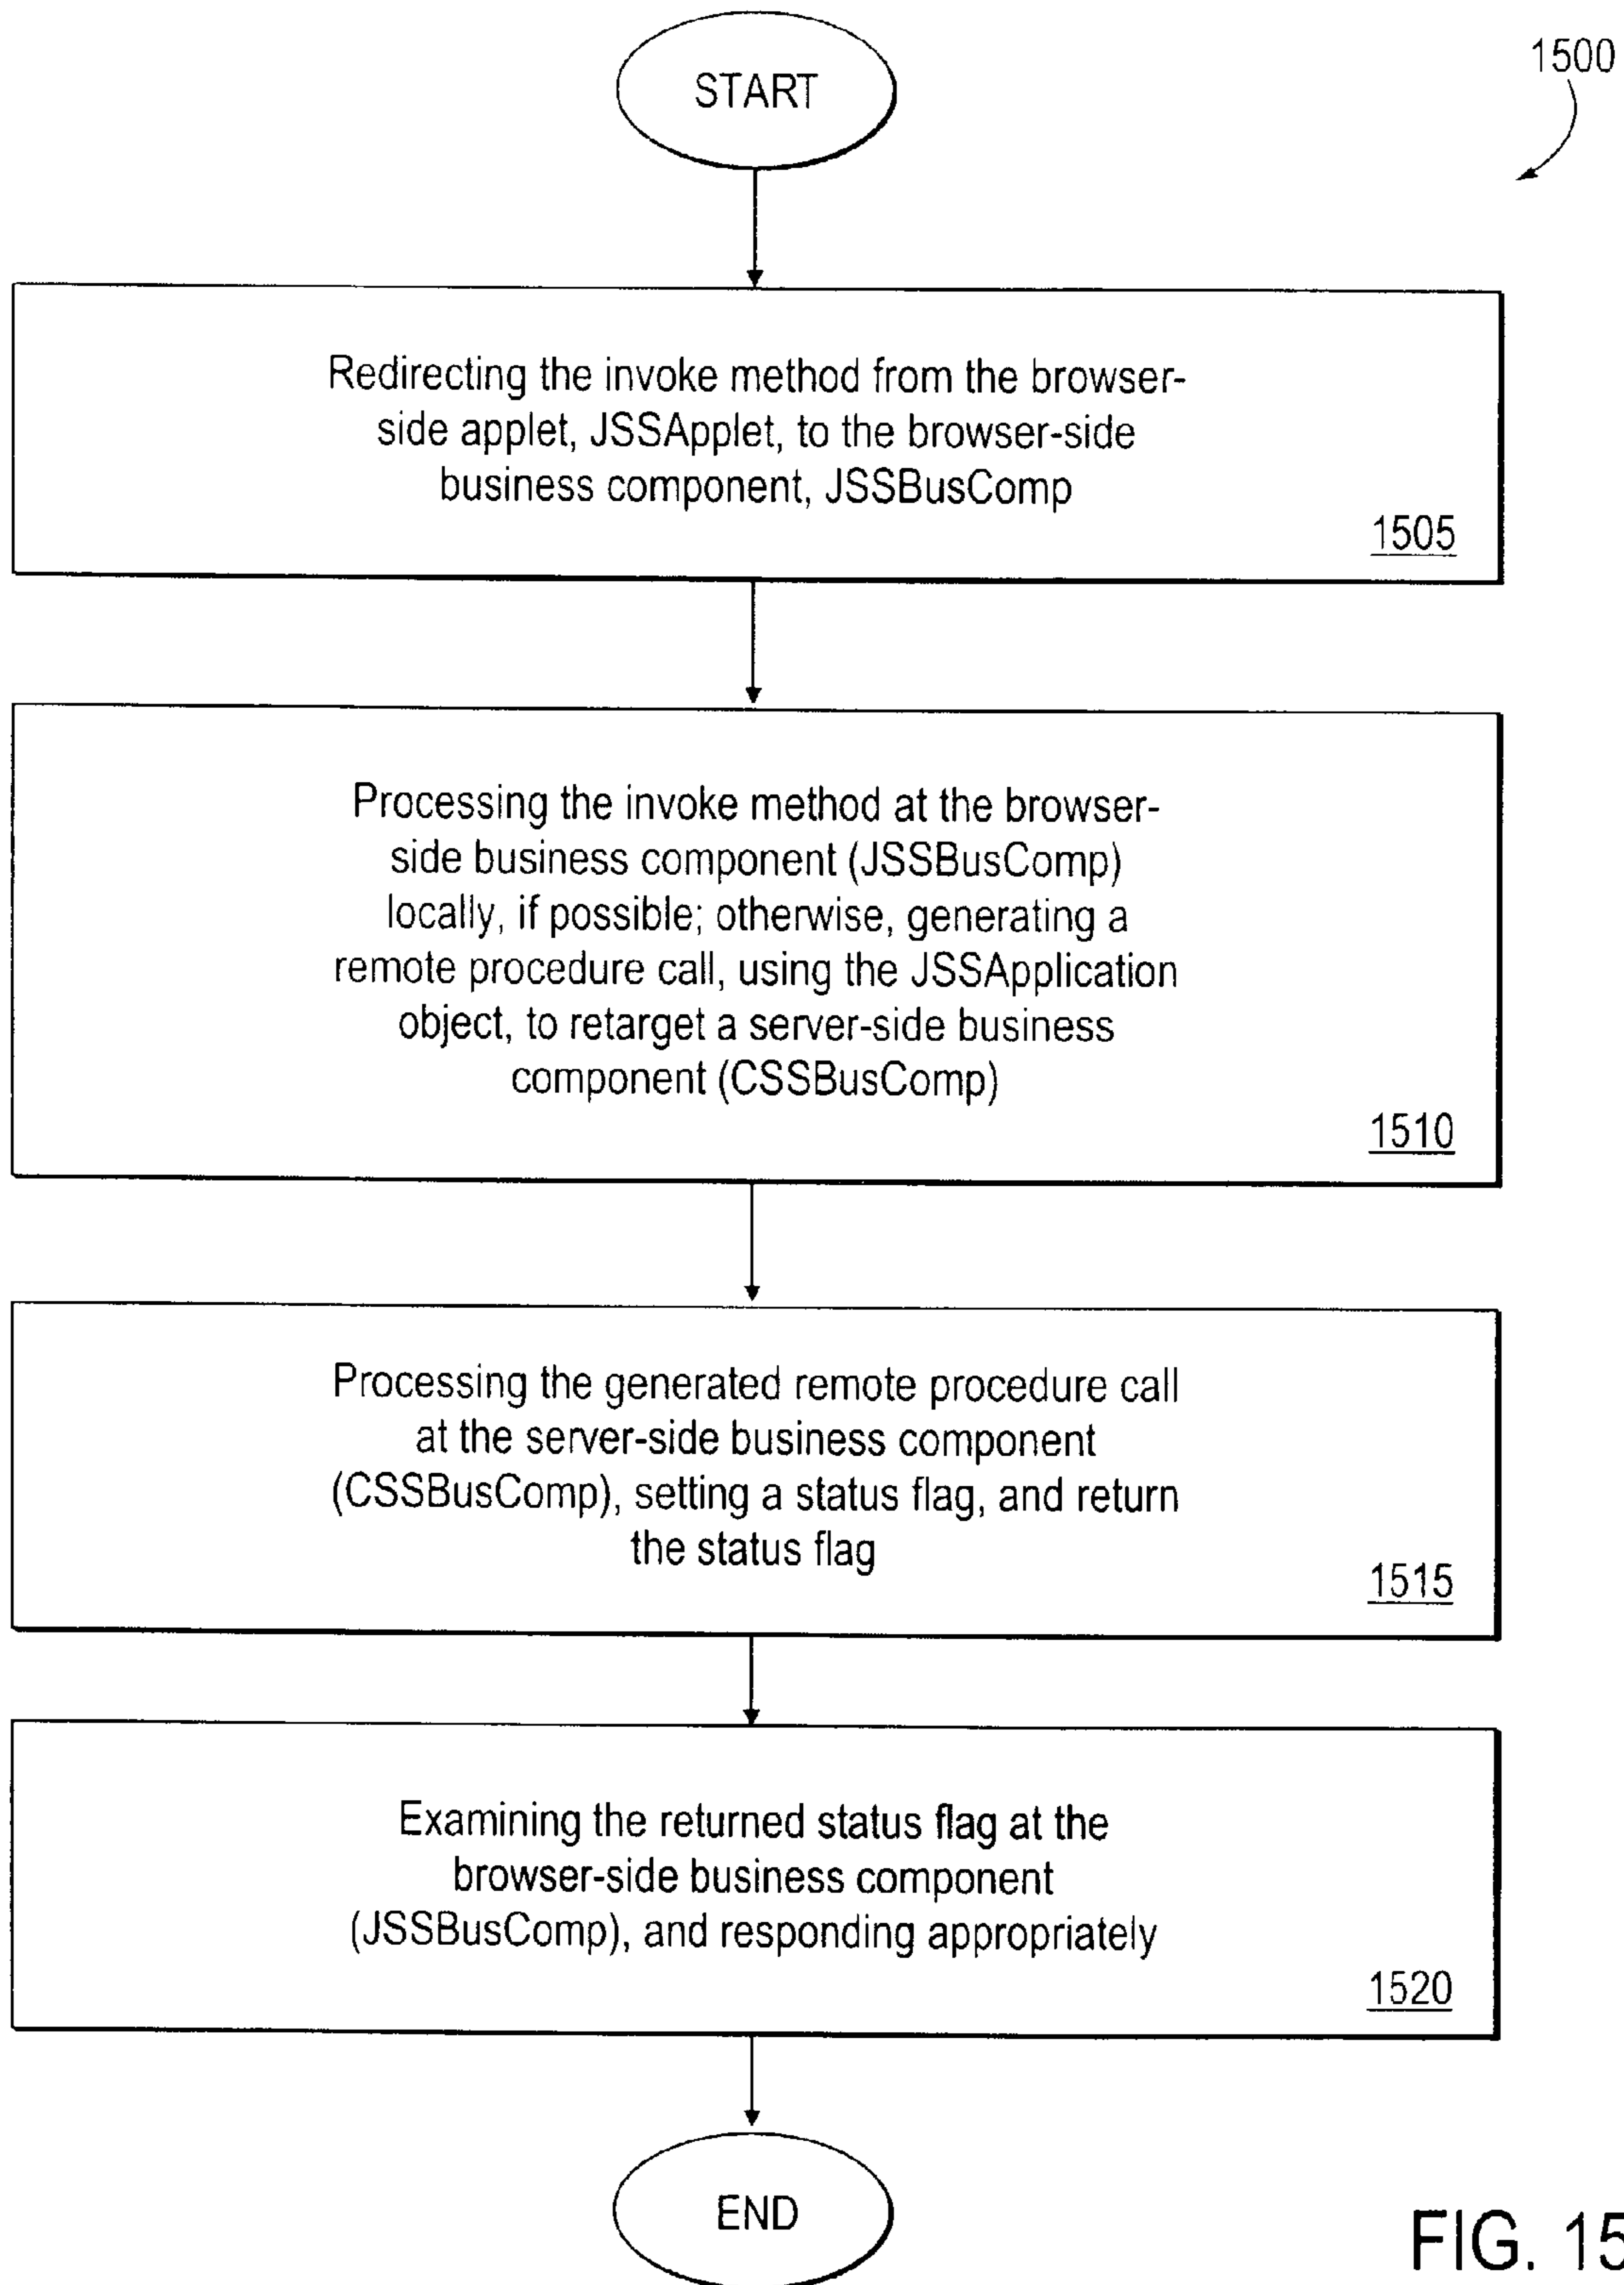 START
1500
Redirecting the invoke method from the browser-
side applet, JSSApplet, to the browser-side
business component, JSSBusComp
1505
Processing the invoke method at the browser-
side business component (JSSBusComp)
locally, if possible; otherwise, generating a
remote procedure call, using the JSSApplication
object, to retarget a server-side business
component (CSSBusComp)
1510
Processing the generated remote procedure call
at the server-side business component
(CSSBusComp), setting a status flag, and return
the status flag
1515
Examining the returned status flag at the
browser-side business component
(JSSBusComp), and responding appropriately
1520
END
FIG. 15